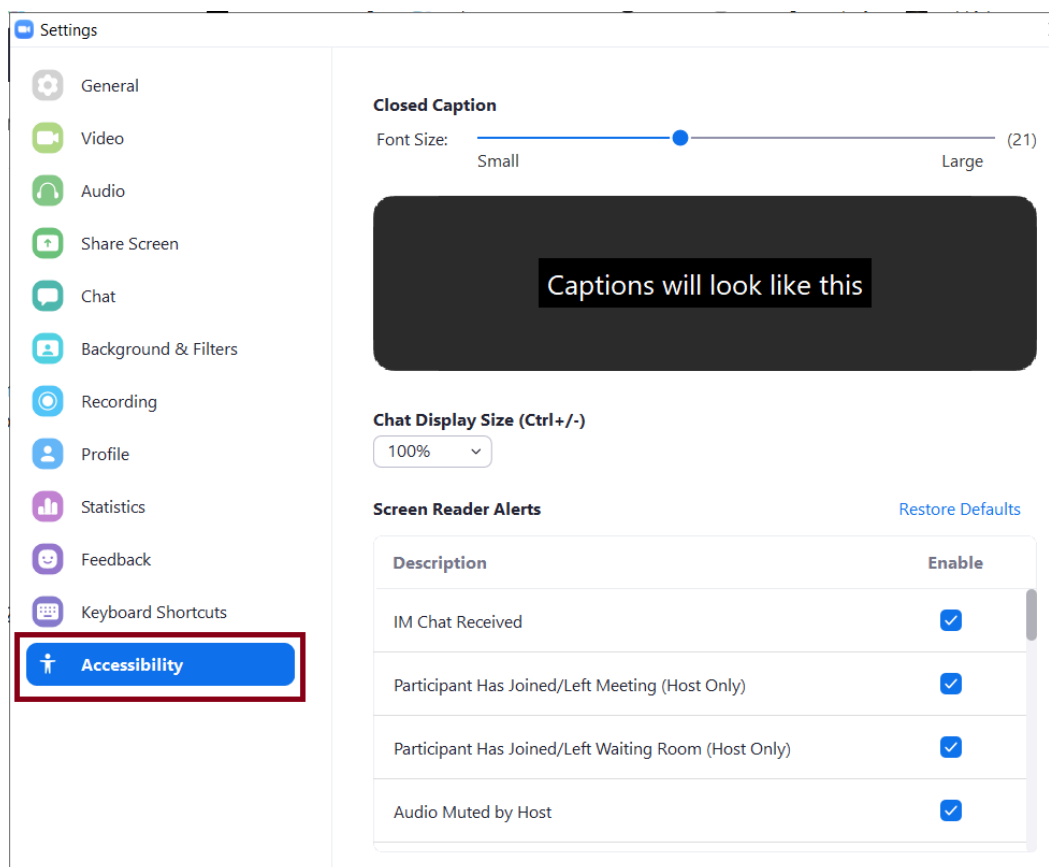 Settings
General
Video
Audio
Share Screen
Chat
Background & Filters
Recording
Profile
Statistics
Feedback
Keyboard Shortcuts
Accessibility
Closed Caption
Font Size:
(21)
Small Large
Captions will look like this
Chat Display Size (Ctrl+/-)
100%
Screen Reader Alerts Restore Defaults
Description Enable
IM Chat Received
Participant Has Joined/Left Meeting (Host Only)
Participant Has Joined/Left Waiting Room (Host Only)
Audio Muted by Host